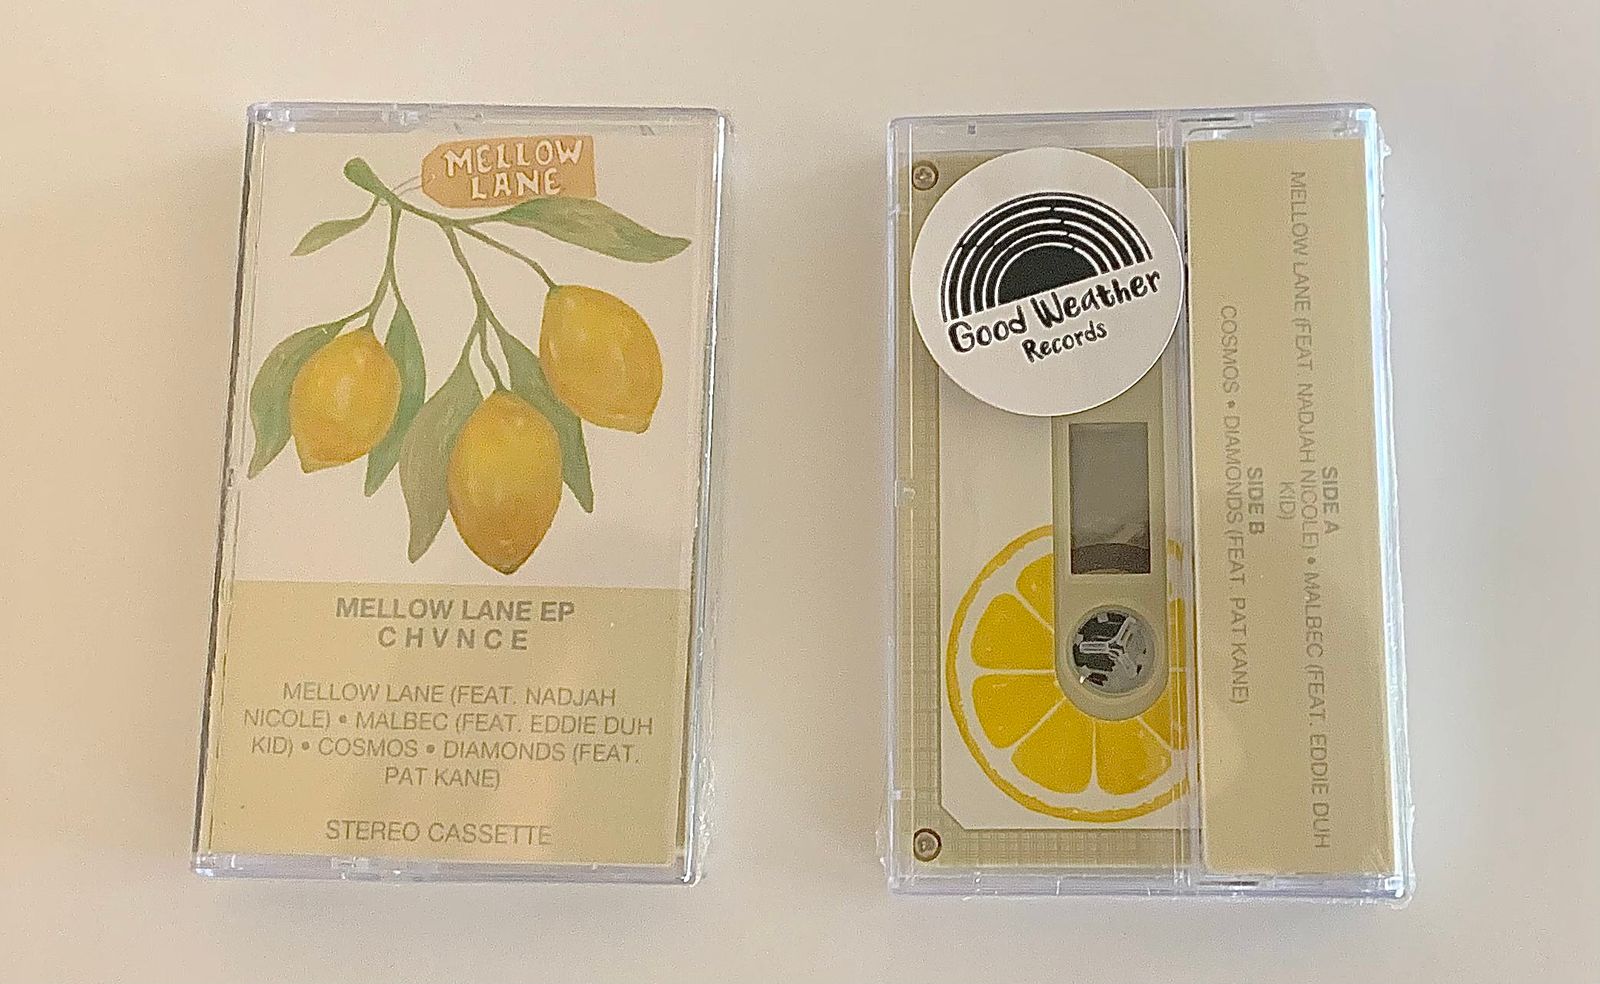 MELLOW
LANE
MELLOW LANE EP
CHVNCE
MELLOW LANE (FEAT. NADJAH
NICOLE) • MALBEC (FEAT. EDDIE DUH
KID) • COSMOS • DIAMONDS (FEAT.
PAT KANE)
STEREO CASSETTE
Good Weather
Records
SIDE A
MELLOW LANE (FEAT. NADJAH NICOLE) • MALBEC (FEAT. EDDIE DUH
KID)
SIDE B
COSMOS • DIAMONDS (FEAT. PAT KANE)